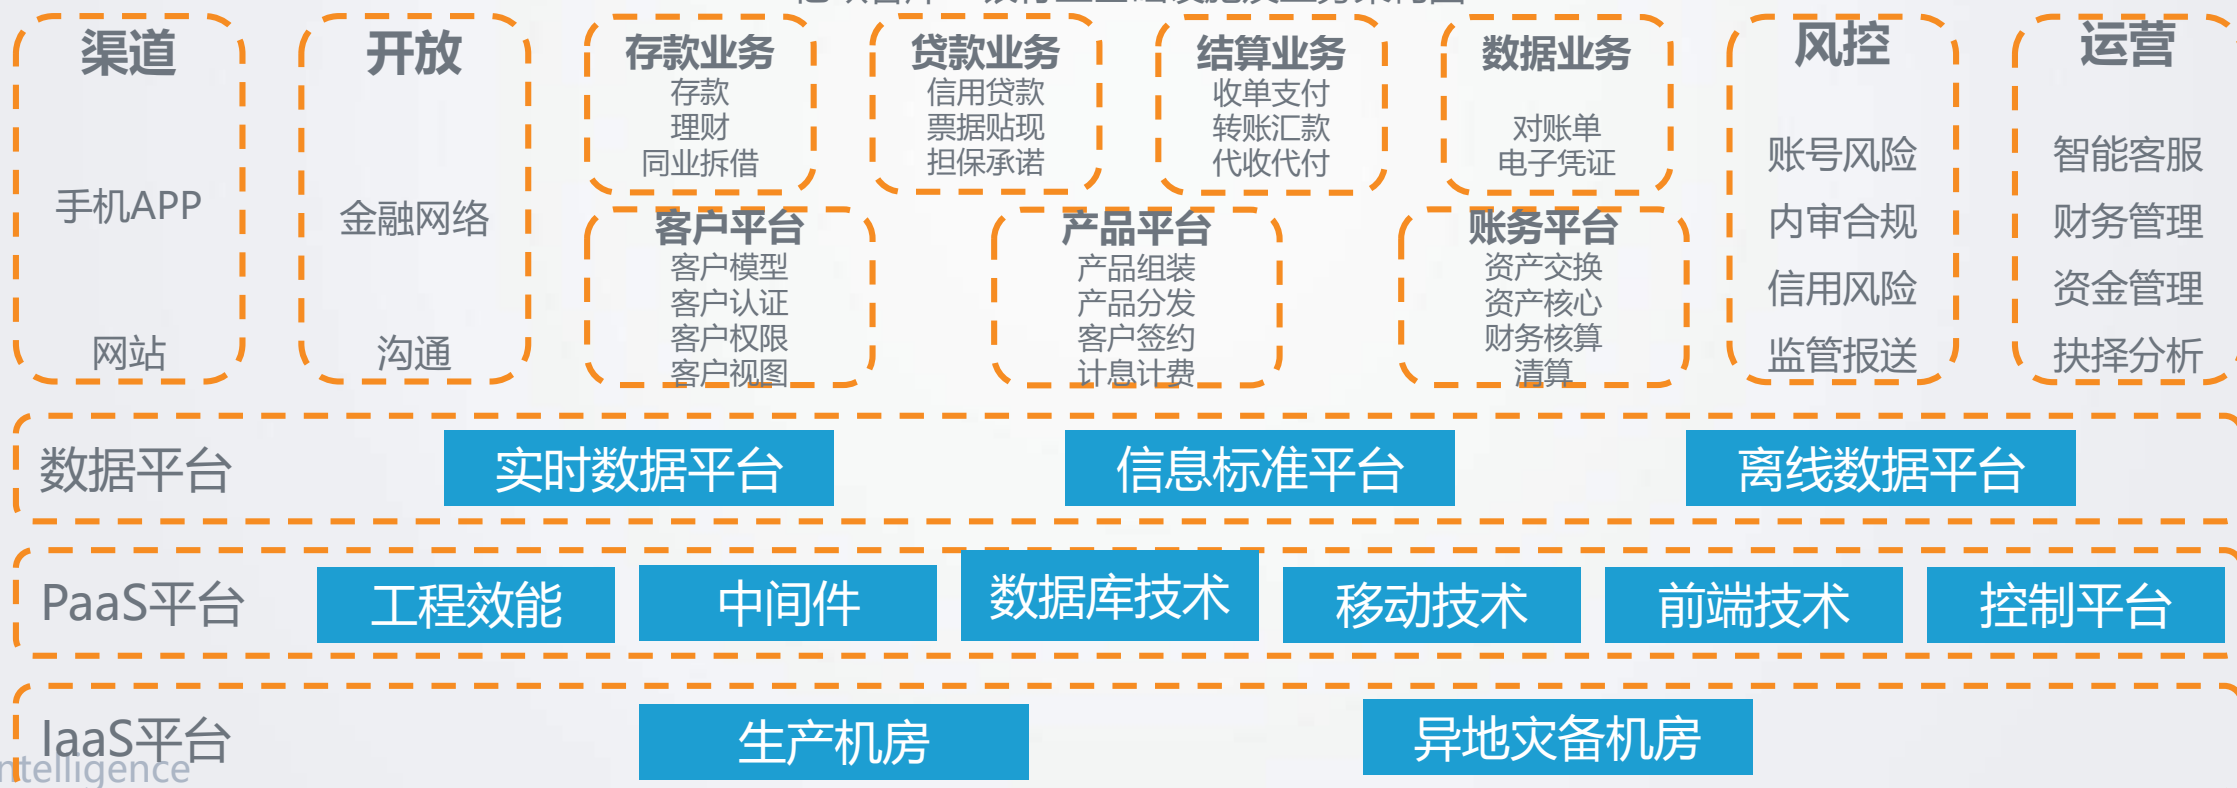 渠道
手机APP
网站
开放
金融网络
沟通
存款业务
存款
理财
同业拆借
贷款业务
信用贷款
票据贴现
担保承诺
结算业务
收单支付
转账汇款
代收代付
数据业务
对账单
电子凭证
客户平台
客户模型
客户认证
客户权限
客户视图
产品平台
产品组装
产品分发
客户签约
计息计费
账务平台
资产交换
资产核心
财务核算
清算
风控
账号风险
内审合规
信用风险
监管报送
运营
智能客服
财务管理
资金管理
抉择分析
数据平台
实时数据平台
信息标准平台
离线数据平台
PaaS平台
工程效能
中间件
数据库技术
移动技术
前端技术
控制平台
IaaS平台
生产机房
异地灾备机房
ntelligence